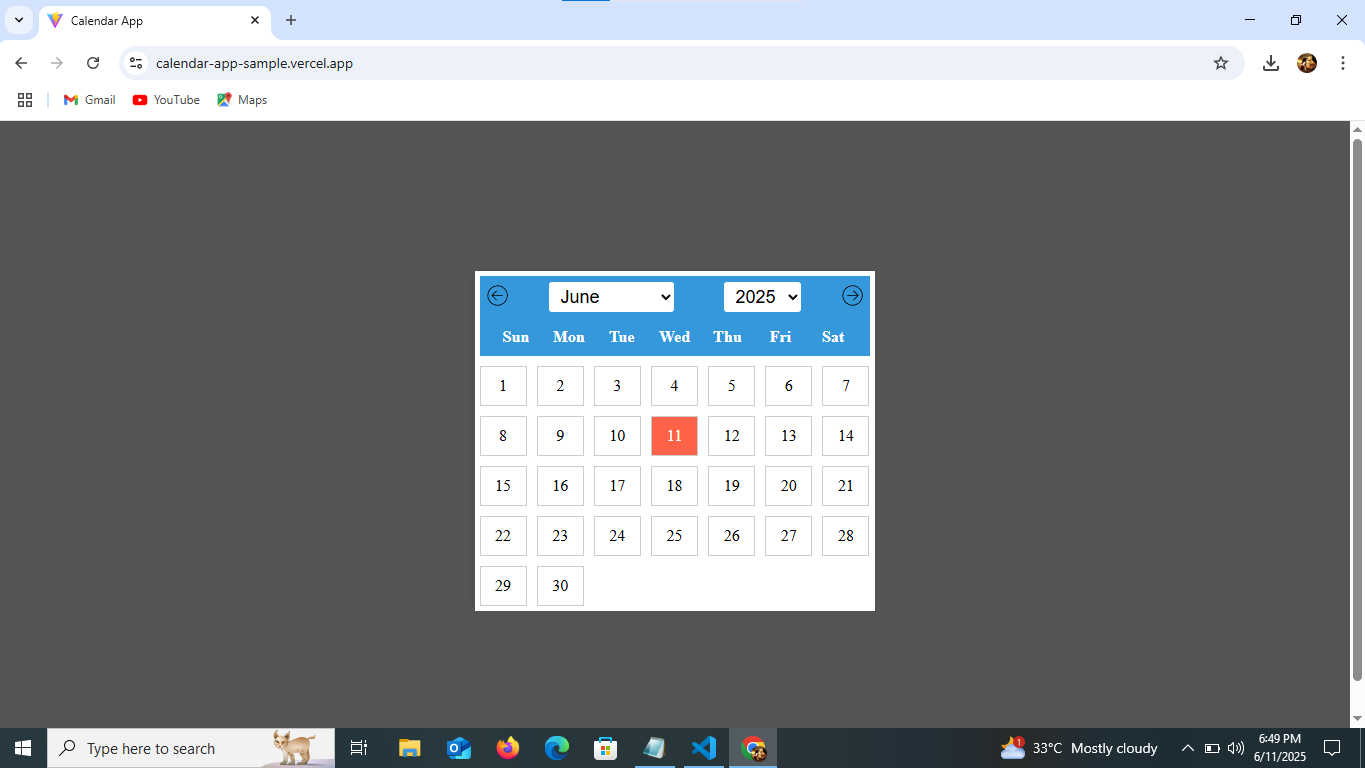 Calendar App
calendar-app-sample.vercel.app
Gmail YouTube Maps
June 2025
Sun Mon Tue Wed Thu Fri Sat
1 2 3 4 5 6 7
8 9 10 11 12 13 14
15 16 17 18 19 20 21
22 23 24 25 26 27 28
29 30
Type here to search
1
33°C Mostly cloudy
6:49 PM
6/11/2025